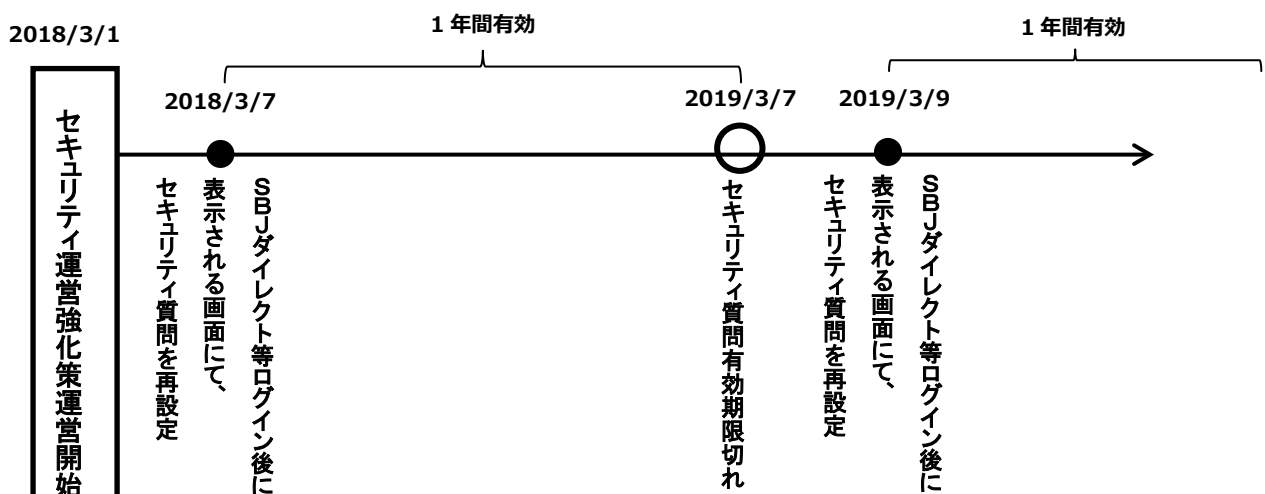 1 年間有効
1 年間有効
2018/3/1
2018/3/7
2019/3/7
2019/3/9
セキュリティ運営強化策運営開始
ＳＢＪダイレクト等ログイン後に
表示される画面にて、
セキュリティ質問を再設定
セキュリティ質問有効期限切れ
ＳＢＪダイレクト等ログイン後に
表示される画面にて、
セキュリティ質問を再設定